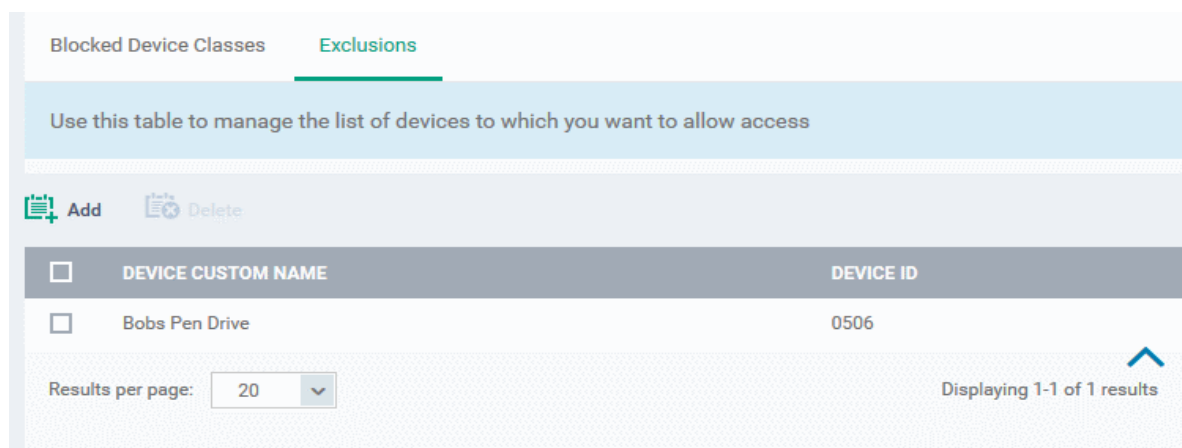 Blocked Device Classes Exclusions
Use this table to manage the list of devices to which you want to allow access
Add Delete
DEVICE CUSTOM NAME DEVICE ID
Bobs Pen Drive 0506
Results per page: 20 Displaying 1-1 of 1 results